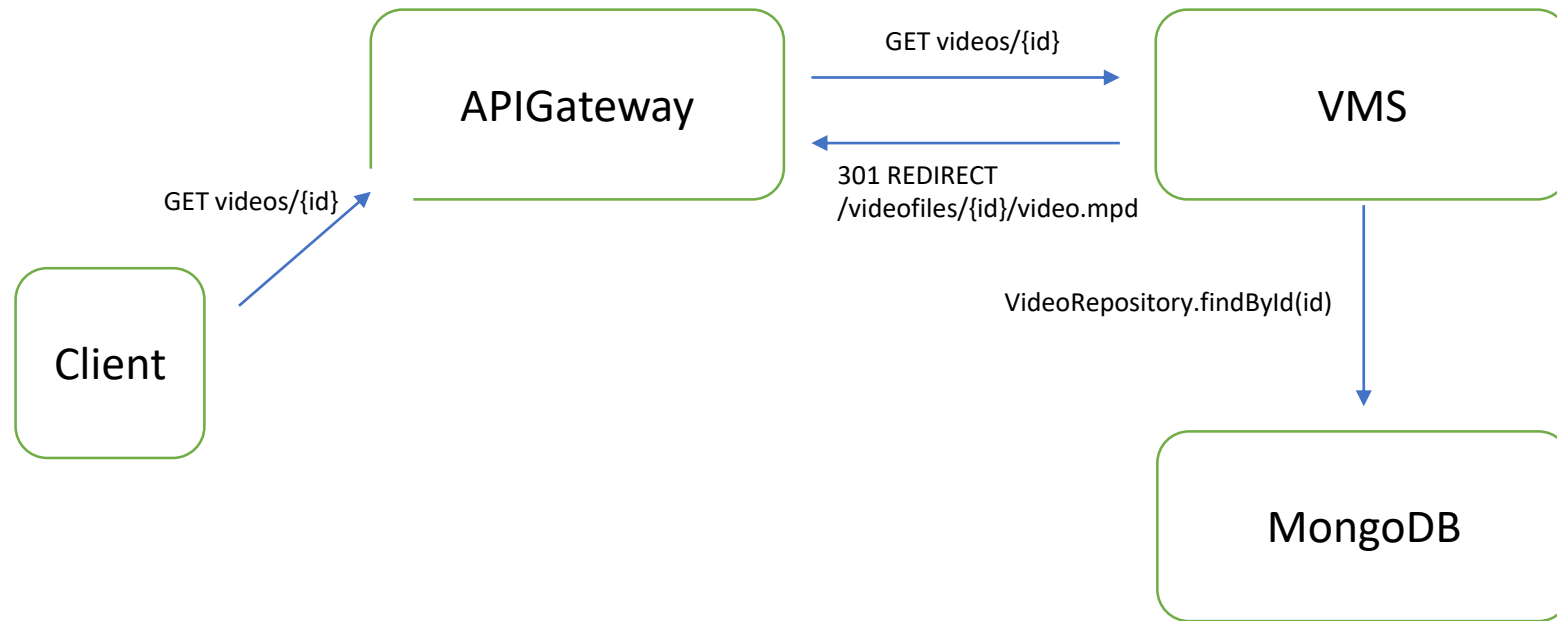 GET videos/{id}
APIGateway
VMS
301 REDIRECT
/videofiles/{id}/video.mpd
GET videos/{id}
VideoRepository.findById(id)
Client
MongoDB